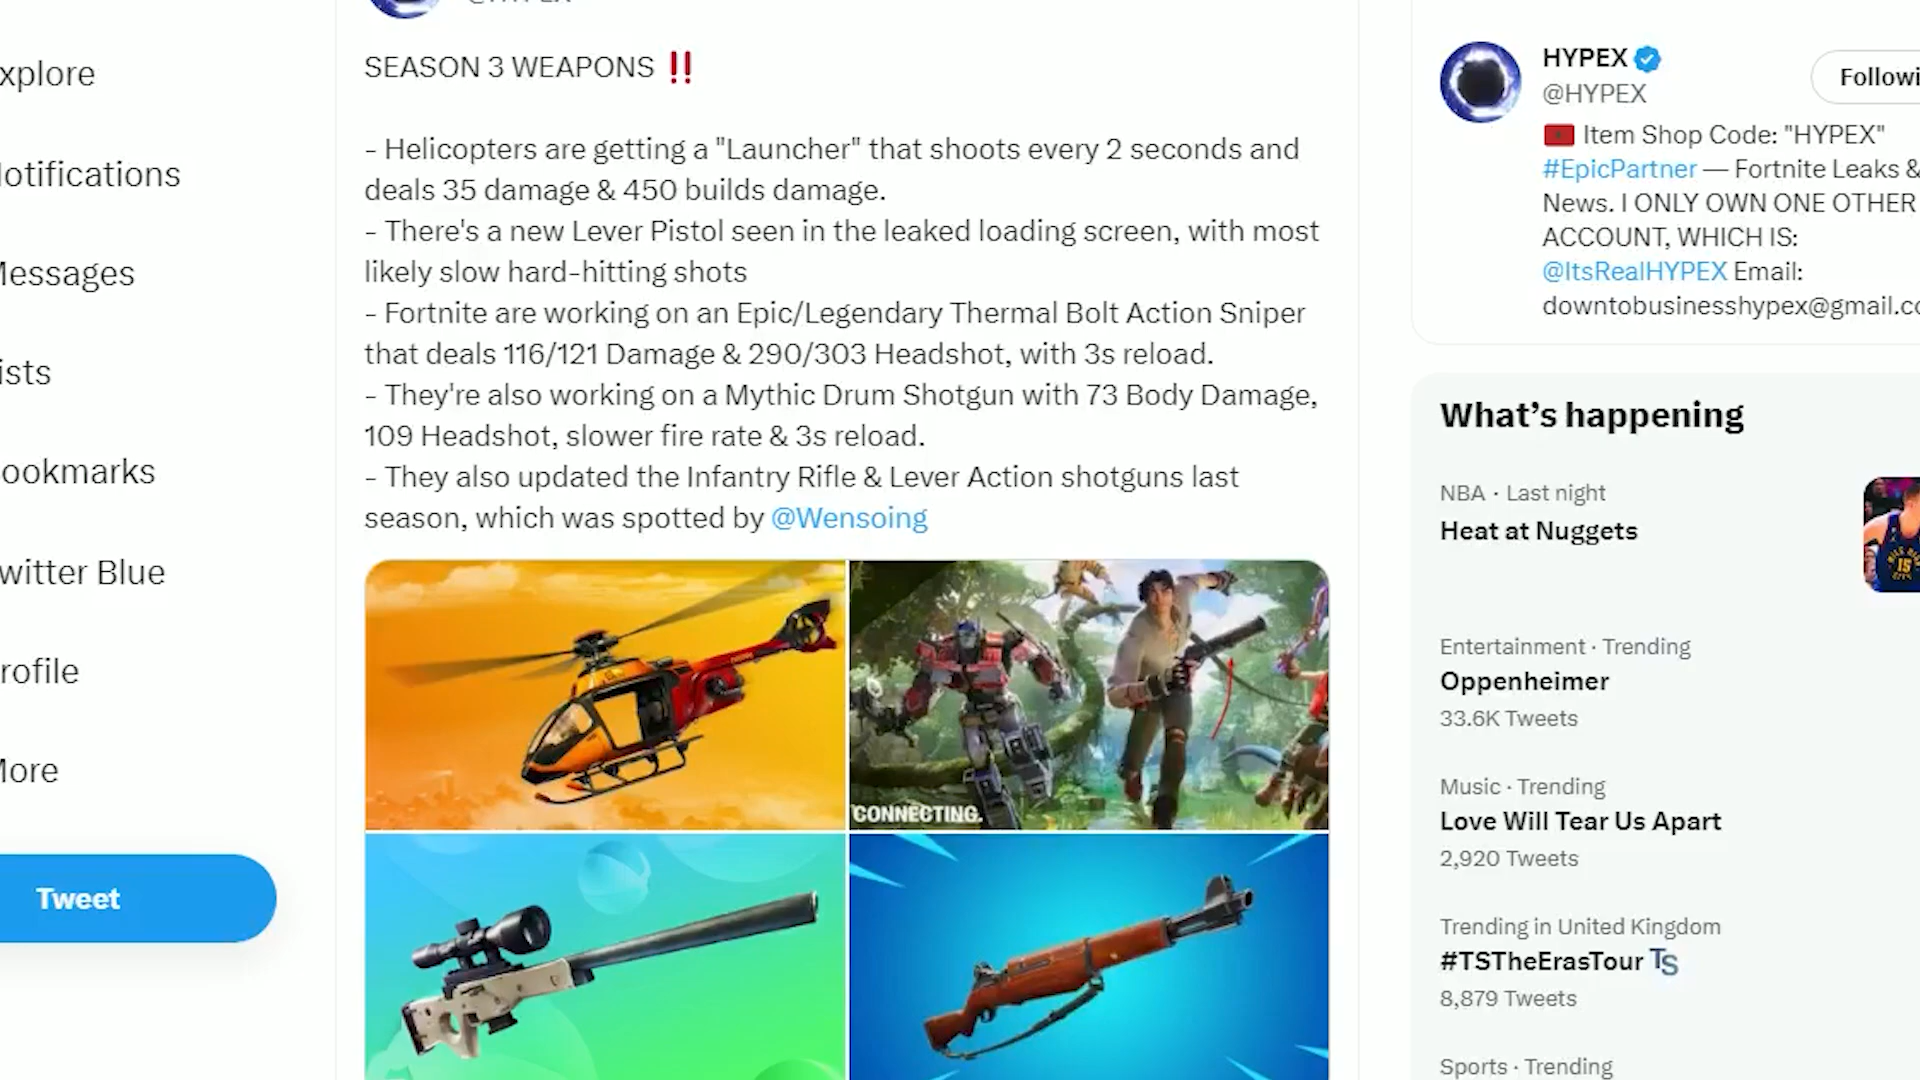 xplore
otifications
essages
ists
ookmarks
witter Blue
rofile
ore
Tweet
@HYPEX
SEASON 3 WEAPONS ‼️
- Helicopters are getting a "Launcher" that shoots every 2 seconds and
deals 35 damage & 450 builds damage.
- There's a new Lever Pistol seen in the leaked loading screen, with most
likely slow hard-hitting shots
- Fortnite are working on an Epic/Legendary Thermal Bolt Action Sniper
that deals 116/121 Damage & 290/303 Headshot, with 3s reload.
- They're also working on a Mythic Drum Shotgun with 73 Body Damage,
109 Headshot, slower fire rate & 3s reload.
- They also updated the Infantry Rifle & Lever Action shotguns last
season, which was spotted by @Wensoing
CONNECTING.
HYPEX
@HYPEX
Followi
Item Shop Code: "HYPEX"
#EpicPartner — Fortnite Leaks &
News. I ONLY OWN ONE OTHER
ACCOUNT, WHICH IS:
@ItsRealHYPEX Email:
downtobusinesshypex@gmail.co
What's happening
NBA · Last night
Heat at Nuggets
15
Entertainment · Trending
Oppenheimer
33.6K Tweets
Music · Trending
Love Will Tear Us Apart
2,920 Tweets
Trending in United Kingdom
#TSTheErasTour TS
8,879 Tweets
Sports · Trending